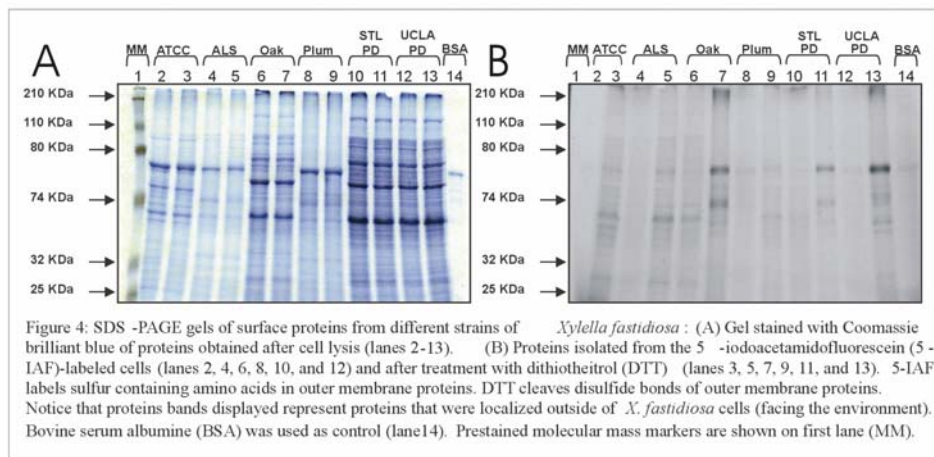 A
MM ATCC ALS Oak Plum STL PD UCLA PD BSA
1 2 3 4 5 6 7 8 9 10 11 12 13 14
210 KDa
110 KDa
80 KDa
74 KDa
32 KDa
25 KDa
B
MM ATCC ALS Oak Plum STL PD UCLA PD BSA
1 2 3 4 5 6 7 8 9 10 11 12 13 14
210 KDa
110 KDa
80 KDa
74 KDa
32 KDa
25 KDa
Figure 4: SDS -PAGE gels of surface proteins from different strains of Xylella fastidiosa : (A) Gel stained with Coomassie
brilliant blue of proteins obtained after cell lysis (lanes 2-13). (B) Proteins isolated from the 5 -iodoacetamidofluorescein (5 -
IAF)-labeled cells (lanes 2, 4, 6, 8, 10, and 12) and after treatment with dithiotheitrol (DTT) (lanes 3, 5, 7, 9, 11, and 13). 5-IAF
labels sulfur containing amino acids in outer membrane proteins. DTT cleaves disulfide bonds of outer membrane proteins.
Notice that proteins bands displayed represent proteins that were localized outside of X. fastidiosa cells (facing the environment).
Bovine serum albumine (BSA) was used as control (lane14). Prestained molecular mass markers are shown on first lane (MM).